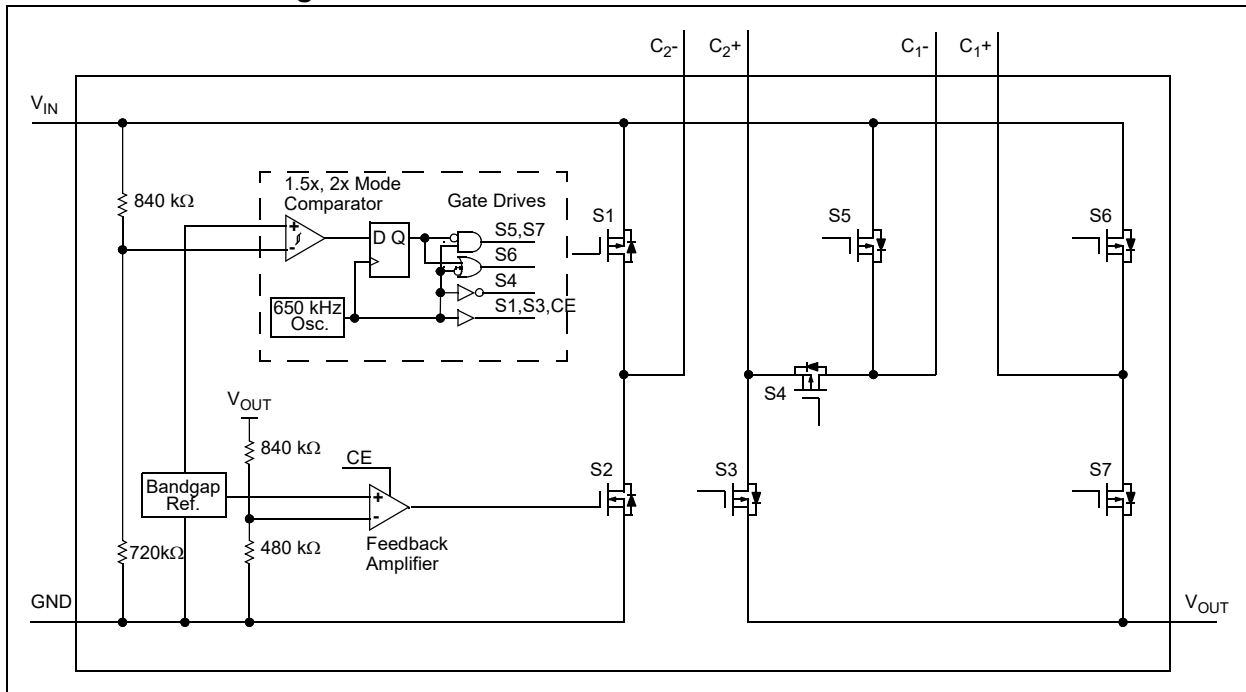 g
C2- C2+ C1- C1+
VIN
840 kΩ
1.5x, 2x Mode
Comparator
Gate Drives
+
-
D Q
S5,S7
S6
S4
S1,S3,CE
650 kHz
Osc.
S1
S5
S6
S4
VOUT
840 kΩ
CE
Bandgap
Ref.
+
-
S2
S3
S7
720kΩ
480 kΩ
Feedback
Amplifier
GND
VOUT